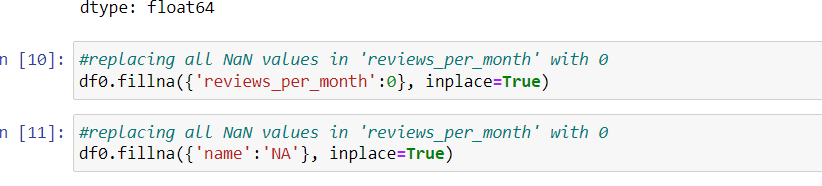 dtype: float64
n [10]: #replacing all NaN values in 'reviews_per_month' with 0
df0.fillna({'reviews_per_month':0}, inplace=True)
n [11]: #replacing all NaN values in 'reviews_per_month' with 0
df0.fillna({'name':'NA'}, inplace=True)